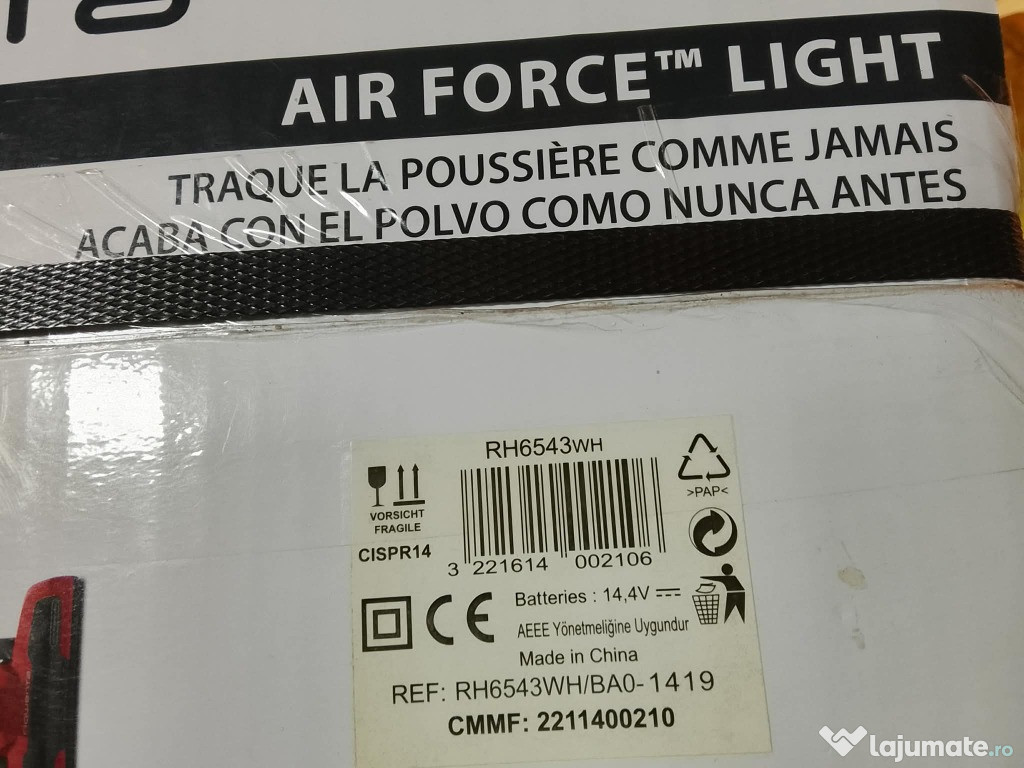 AIR FORCE™ LIGHT
TRAQUE LA POUSSIÈRE COMME JAMAIS
ACABA CON EL POLVO COMO NUNCA ANTES
RH6543WH
VORSICHT
FRAGILE
>PAP<
CISPR14
3 221614 002106
CE
Batteries : 14,4V
AEEE Yönetmeliğine Uygundur
Made in China
REF: RH6543WH/BA0-1419
CMMF: 2211400210
lajumate.ro